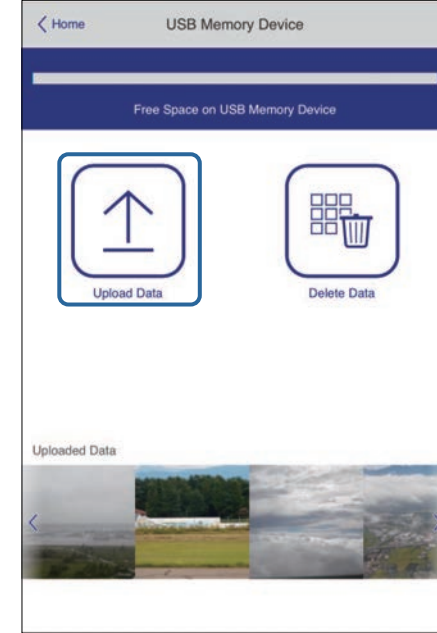 Home
USB Memory Device
Free Space on USB Memory Device
Upload Data
Delete Data
Uploaded Data